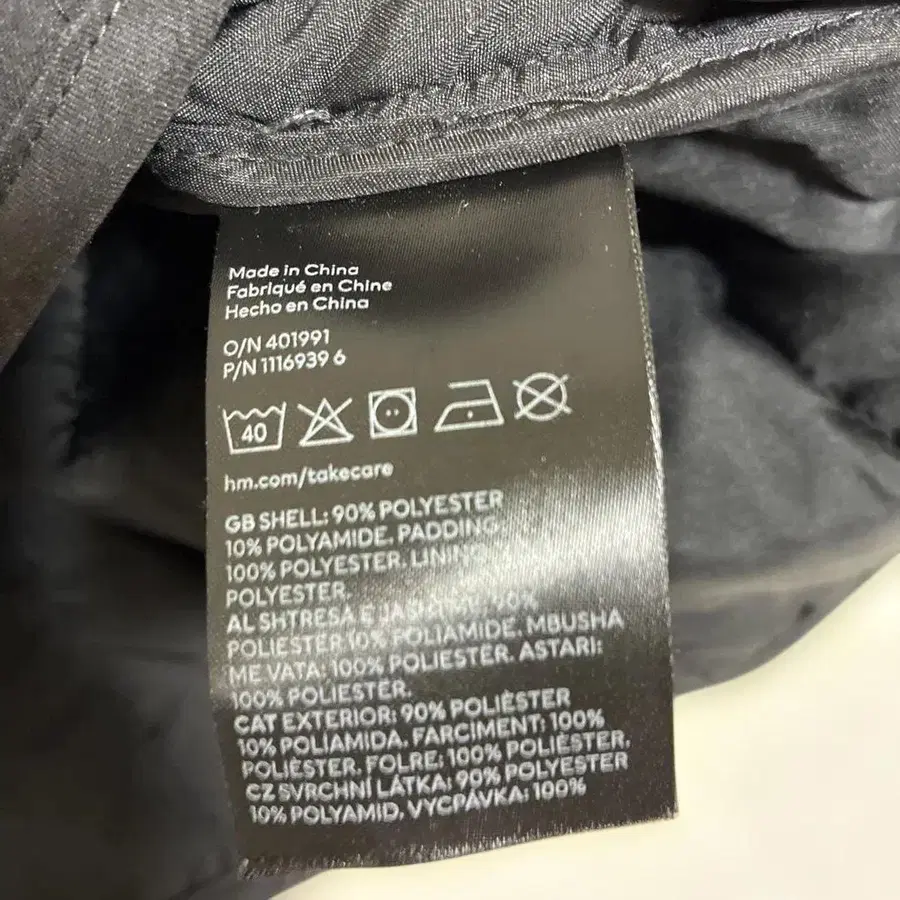 Made in China
Fabriqué en Chine
Hecho en China
O/N 401991
P/N 1116939 6
40
hm.com/takecare
GB SHELL: 90% POLYESTER
10% POLYAMIDE. PADDING:
100% POLYESTER. LINING
POLYESTER.
AL SHTRESA E 90%
POLIESTER 10% POLIAMIDE. MBUSHA
ME VATA: 100% POLIESTER. ASTARI:
100% POLIESTER.
CAT EXTERIOR: 90% POLIÈSTER
10% POLIAMIDA. FARCIMENT: 100%
POLIÈSTER. FOLRE: 100% POLIÈSTER.
CZ SVRCHNÍ LÁTKA: 90% POLYESTER
10% POLYAMID. VYCPÁVKA: 100%